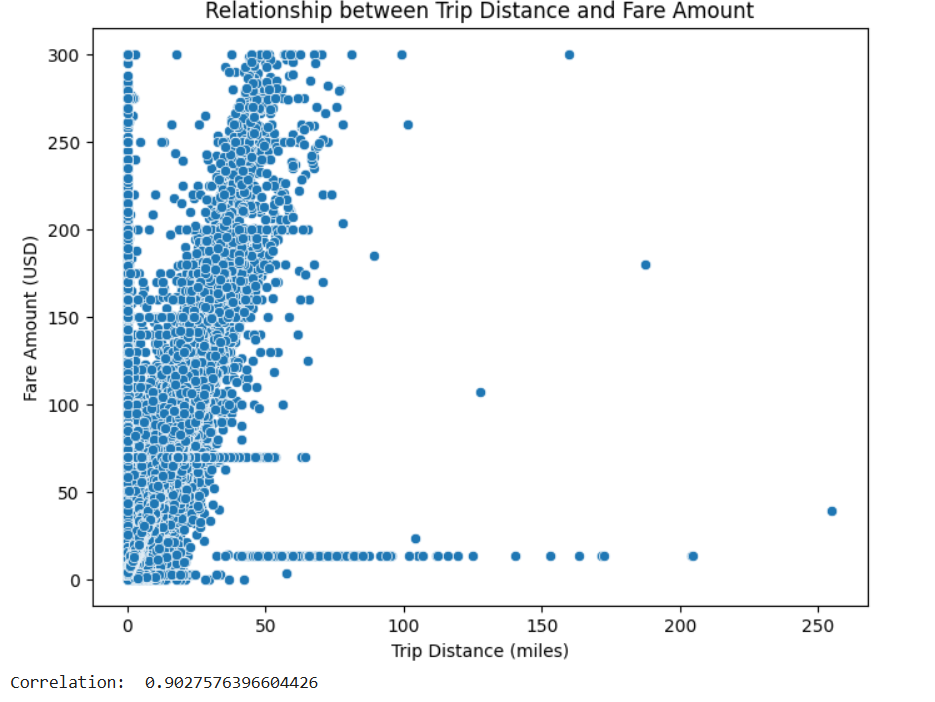 Relationship between Trip Distance and Fare Amount
300
250
200
150
100
50
0
Fare Amount (USD)
0 50 100 150 200 250
Trip Distance (miles)
Correlation: 0.9027576396604426